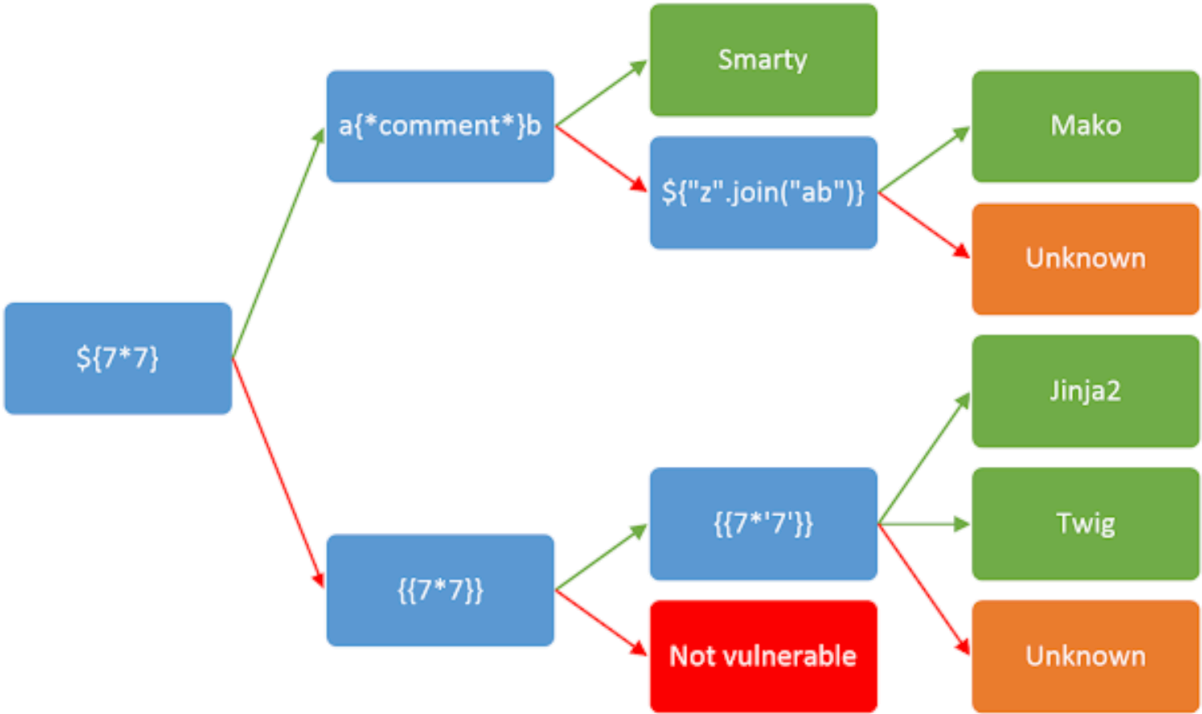 ${7*7}
a{*comment*}b
Smarty
${"z".join("ab")}
Mako
Unknown
{{7*7}}
{{7*'7'}}
Not vulnerable
Jinja2
Twig
Unknown